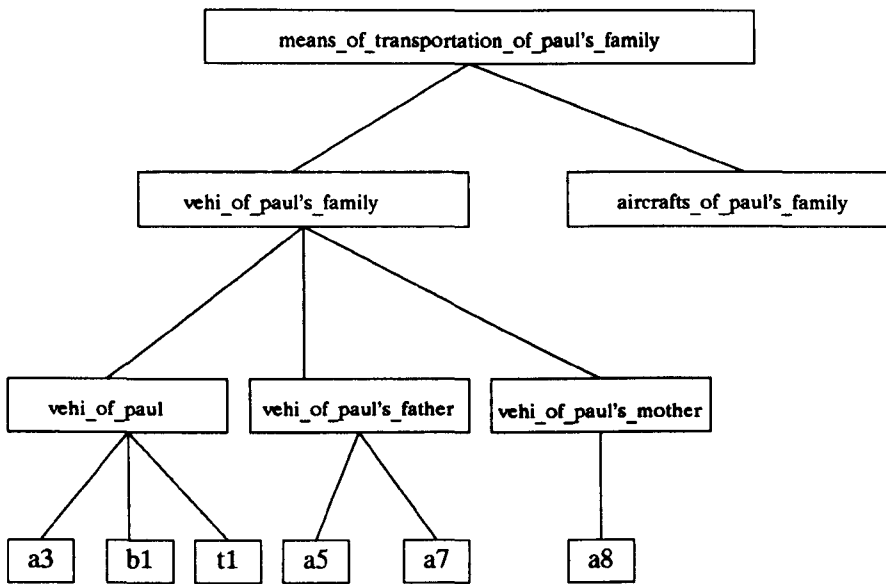 means_of_transportation_of_paul's_family
vehi_of_paul's_family
aircrafts_of_paul's_family
vehi_of_paul
vehi_of_paul's_father
vehi_of_paul's_mother
a3
b1
t1
a5
a7
a8